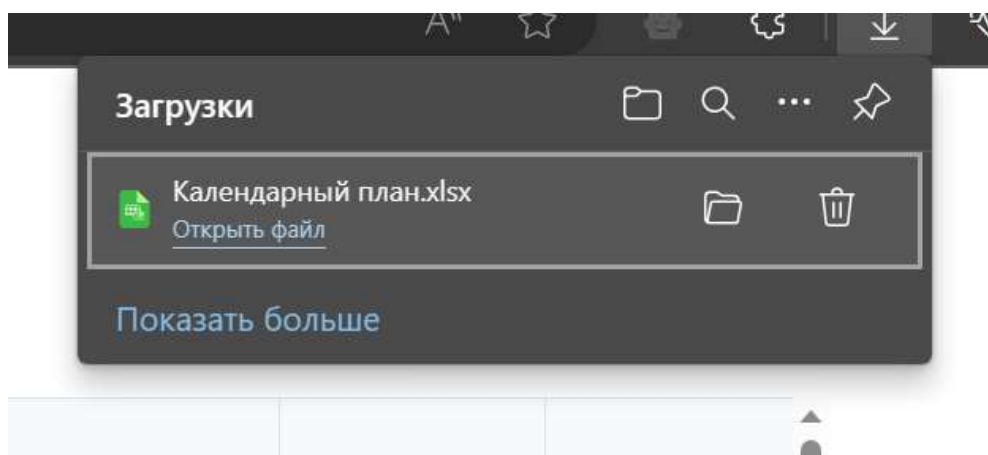 A"
Загрузки
Календарный план.xlsx
Открыть файл
Показать больше